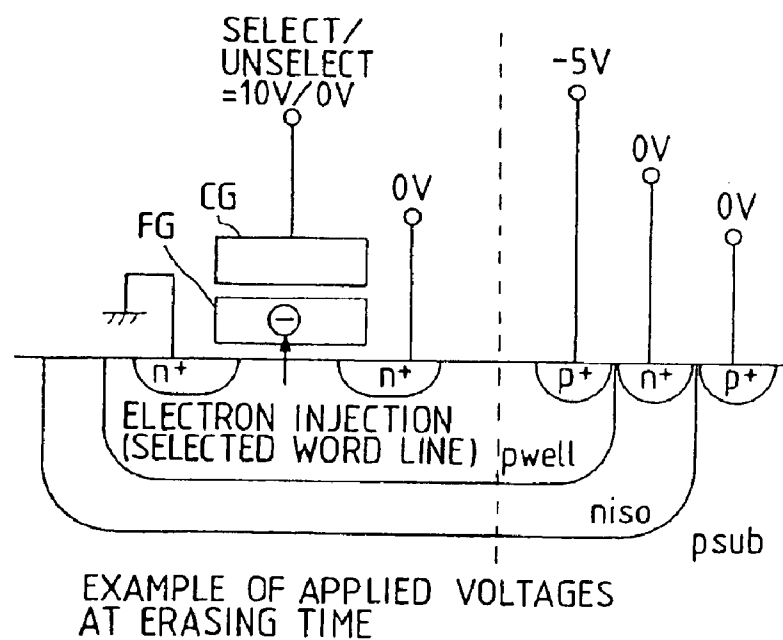 SELECT/
UNSELECT
=10V/0V
-5V
0V
0V
0V
CG
FG
n+
n+
p+
n+
p+
ELECTRON INJECTION
(SELECTED WORD LINE)
pwell
niso
psub
EXAMPLE OF APPLIED VOLTAGES
AT ERASING TIME